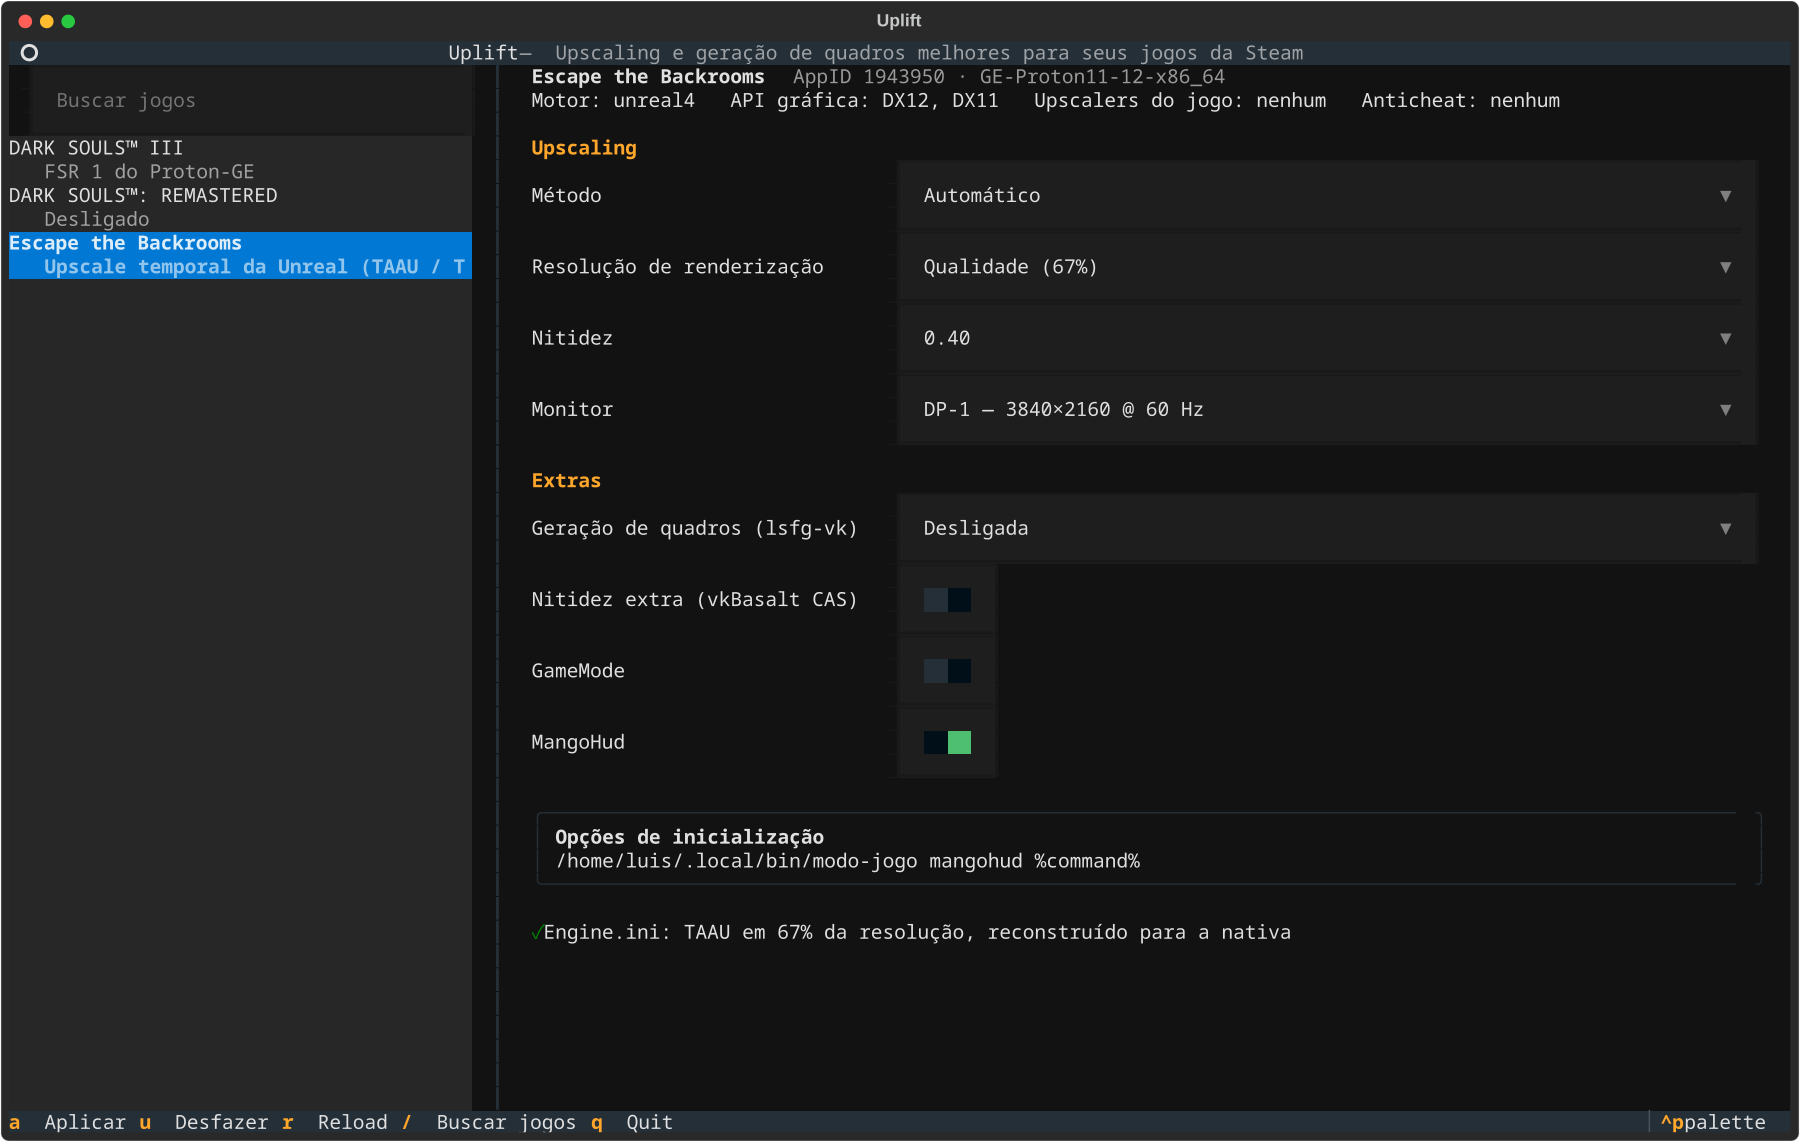 Uplift
Uplift— Upscaling e geração de quadros melhores para seus jogos da Steam
Buscar jogos
DARK SOULS™ III
FSR 1 do Proton-GE
DARK SOULS™: REMASTERED
Desligado
Escape the Backrooms
Upscale temporal da Unreal (TAAU / T
Escape the Backrooms AppID 1943950 · GE-Proton11-12-x86_64
Motor: unreal4 API gráfica: DX12, DX11 Upscalers do jogo: nenhum Anticheat: nenhum
Upscaling
Método Automático ▼
Resolução de renderização Qualidade (67%) ▼
Nitidez 0.40 ▼
Monitor DP-1 — 3840×2160 @ 60 Hz ▼
Extras
Geração de quadros (lsfg-vk) Desligada ▼
Nitidez extra (vkBasalt CAS)
GameMode
MangoHud
Opções de inicialização
/home/luis/.local/bin/modo-jogo mangohud %command%
✓Engine.ini: TAAU em 67% da resolução, reconstruído para a nativa
a Aplicar u Desfazer r Reload / Buscar jogos q Quit ^ppalette